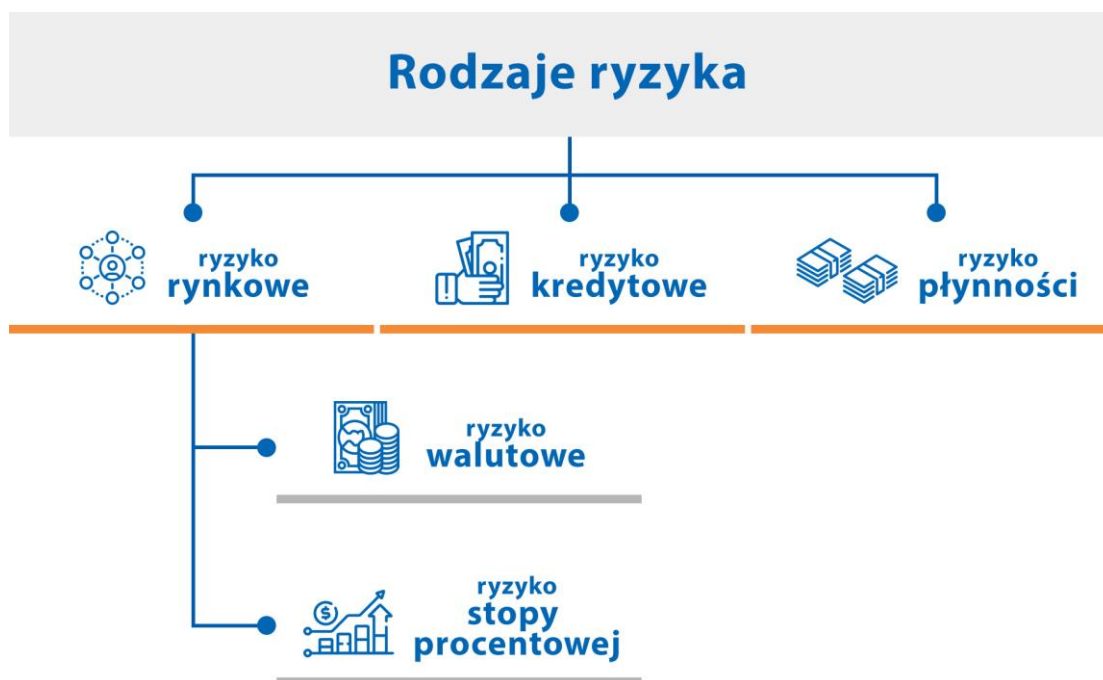 Rodzaje ryzyka
ryzyko
rynkowe
ryzyko
kredytowe
ryzyko
płynności
ryzyko
walutowe
ryzyko
stopy
procentowej